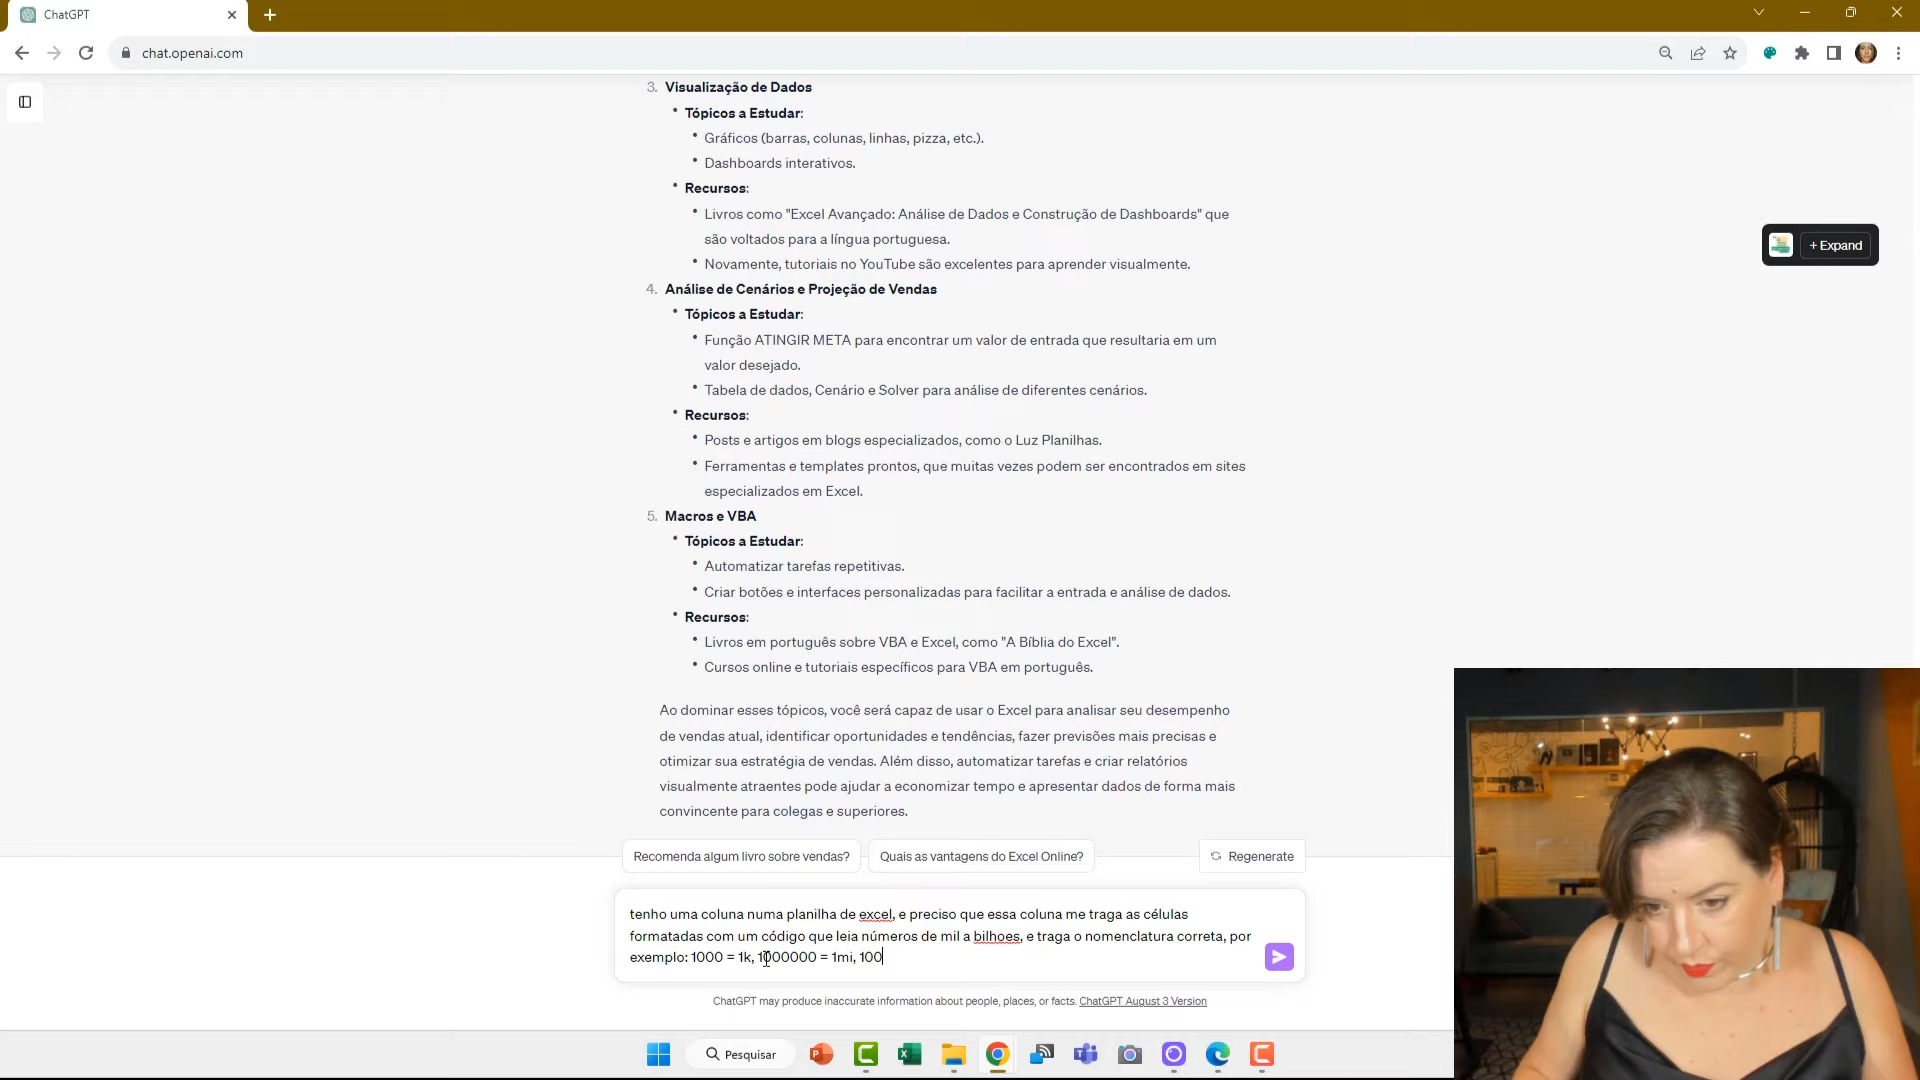 ChatGPT
chat.openai.com
3. Visualização de Dados
• Tópicos a Estudar:
• Gráficos (barras, colunas, linhas, pizza, etc.).
• Dashboards interativos.
• Recursos:
• Livros como "Excel Avançado: Análise de Dados e Construção de Dashboards" que
são voltados para a língua portuguesa.
• Novamente, tutoriais no YouTube são excelentes para aprender visualmente.
+ Expand
4. Análise de Cenários e Projeção de Vendas
• Tópicos a Estudar:
• Função ATINGIR META para encontrar um valor de entrada que resultaria em um
valor desejado.
• Tabela de dados, Cenário e Solver para análise de diferentes cenários.
• Recursos:
• Posts e artigos em blogs especializados, como o Luz Planilhas.
• Ferramentas e templates prontos, que muitas vezes podem ser encontrados em sites
especializados em Excel.
5. Macros e VBA
• Tópicos a Estudar:
• Automatizar tarefas repetitivas.
• Criar botões e interfaces personalizadas para facilitar a entrada e análise de dados.
• Recursos:
• Livros em português sobre VBA e Excel, como "A Bíblia do Excel".
• Cursos online e tutoriais específicos para VBA em português.
Ao dominar esses tópicos, você será capaz de usar o Excel para analisar seu desempenho
de vendas atual, identificar oportunidades e tendências, fazer previsões mais precisas e
otimizar sua estratégia de vendas. Além disso, automatizar tarefas e criar relatórios
visualmente atraentes pode ajudar a economizar tempo e apresentar dados de forma mais
convincente para colegas e superiores.
Recomenda algum livro sobre vendas?
Quais as vantagens do Excel Online?
Regenerate
tenho uma coluna numa planilha de excel, e preciso que essa coluna me traga as células
formatadas com um código que leia números de mil a bilhoes, e traga o nomenclatura correta, por
exemplo: 1000 = 1k, 1000000 = 1mi, 100
ChatGPT may produce inaccurate information about people, places, or facts. ChatGPT August 3 Version
Pesquisar